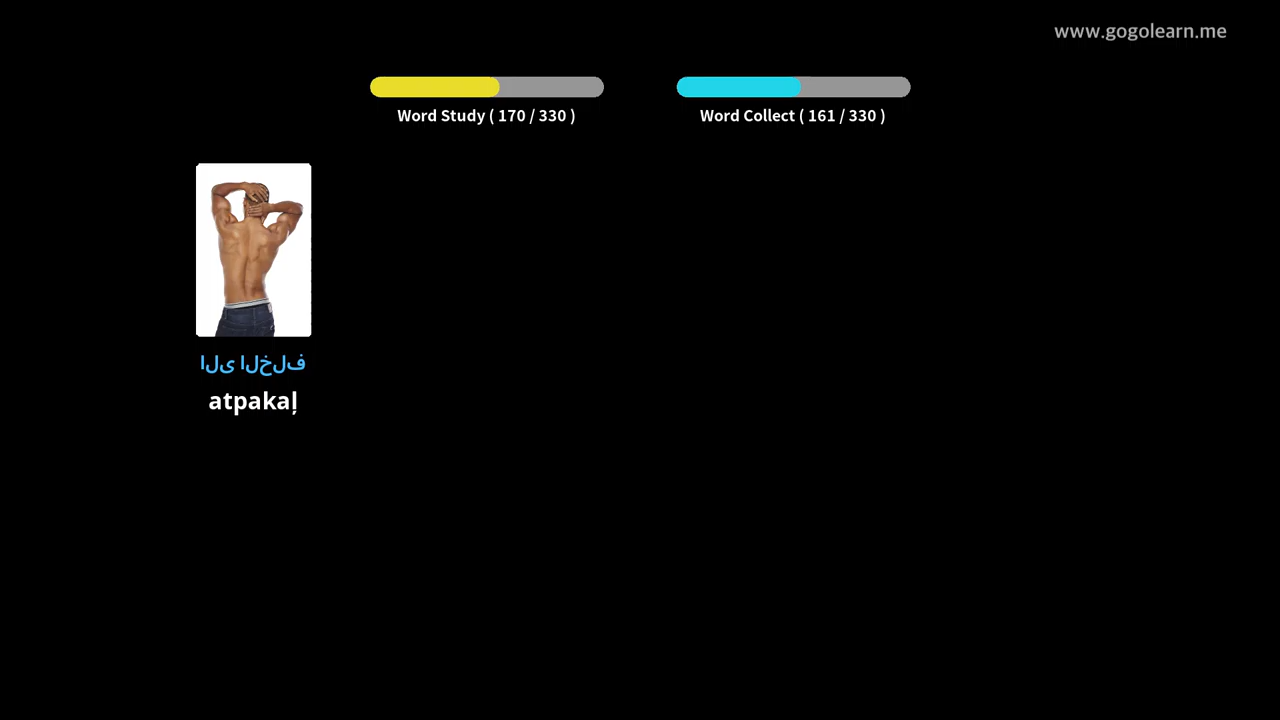 www.gogolearn.me
Word Study ( 170 / 330 )
Word Collect ( 161 / 330 )
الى الخلف
atpakaļ